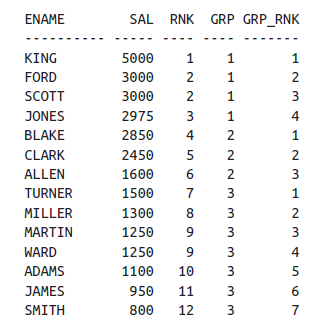 ENAME        SAL  RNK  GRP GRP_RNK
---------- ----- ---- ---- -------
KING        5000    1    1       1
FORD        3000    2    1       2
SCOTT       3000    2    1       3
JONES       2975    3    1       4
BLAKE       2850    4    2       1
CLARK       2450    5    2       2
ALLEN       1600    6    2       3
TURNER      1500    7    3       1
MILLER      1300    8    3       2
MARTIN      1250    9    3       3
WARD        1250    9    3       4
ADAMS       1100   10    3       5
JAMES        950   11    3       6
SMITH        800   12    3       7